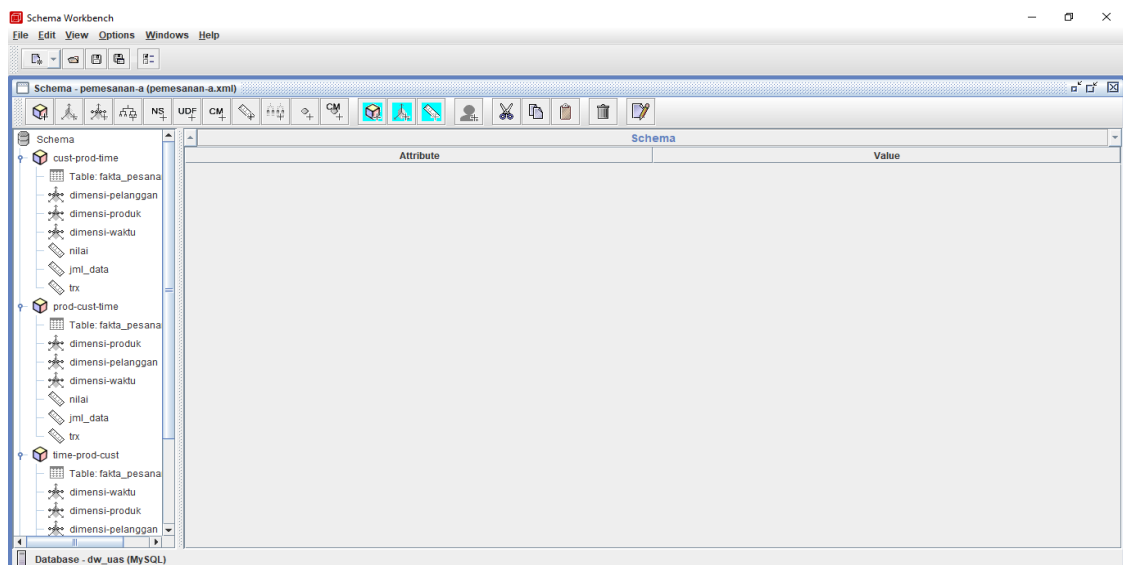 Schema Workbench
File Edit View Options Windows Help
Schema - pemesanan-a (pemesanan-a.xml)
NS UDF CM CM
Schema
Schema
Attribute Value
cust-prod-time
Table: fakta_pesana
dimensi-pelanggan
dimensi-produk
dimensi-waktu
nilai
jml_data
trx
prod-cust-time
Table: fakta_pesana
dimensi-produk
dimensi-pelanggan
dimensi-waktu
nilai
jml_data
trx
time-prod-cust
Table: fakta_pesana
dimensi-waktu
dimensi-produk
dimensi-pelanggan
Database - dw_uas (MySQL)